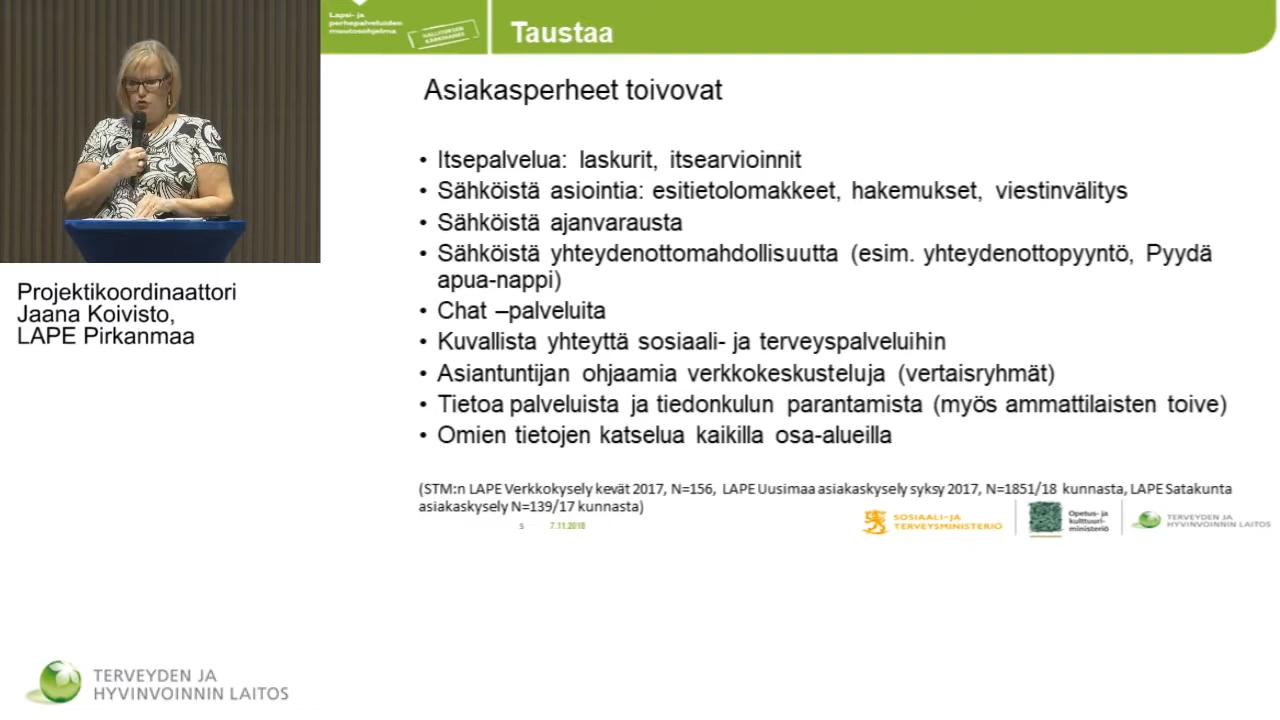 Lapsi- ja
perhepalveluiden
muutosohjelma
HALLITUKSEN
KÄRKIHANKE
Taustaa
Asiakasperheet toivovat
• Itsepalvelua: laskurit, itsearvioinnit
• Sähköistä asiointia: esitietolomakkeet, hakemukset, viestinvälitys
• Sähköistä ajanvarausta
• Sähköistä yhteydenottomahdollisuutta (esim. yhteydenottopyyntö, Pyydä
apua-nappi)
• Chat –palveluita
• Kuvallista yhteyttä sosiaali- ja terveyspalveluihin
• Asiantuntijan ohjaamia verkkokeskusteluja (vertaisryhmät)
• Tietoa palveluista ja tiedonkulun parantamista (myös ammattilaisten toive)
• Omien tietojen katselua kaikilla osa-alueilla
(STM:n LAPE Verkkokysely kevät 2017, N=156, LAPE Uusimaa asiakaskysely syksy 2017, N=1851/18 kunnasta, LAPE Satakunta
asiakaskysely N=139/17 kunnasta)
5 7.11.2018
SOSIAALI- JA
TERVEYSMINISTERIÖ
Opetus- ja
kulttuuri-
ministeriö
TERVEYDEN JA
HYVINVOINNIN LAITOS
Projektikoordinaattori
Jaana Koivisto,
LAPE Pirkanmaa
TERVEYDEN JA
HYVINVOINNIN LAITOS